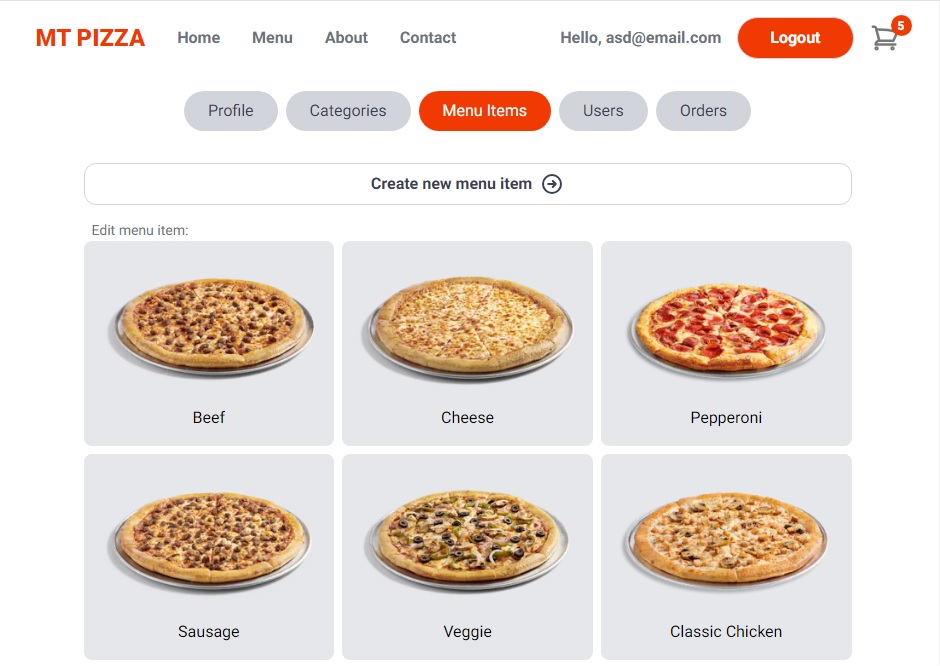 MT PIZZA Home Menu About Contact Hello, asd@email.com Logout 5
Profile Categories Menu Items Users Orders
Create new menu item
Edit menu item:
Beef Cheese Pepperoni
Sausage Veggie Classic Chicken